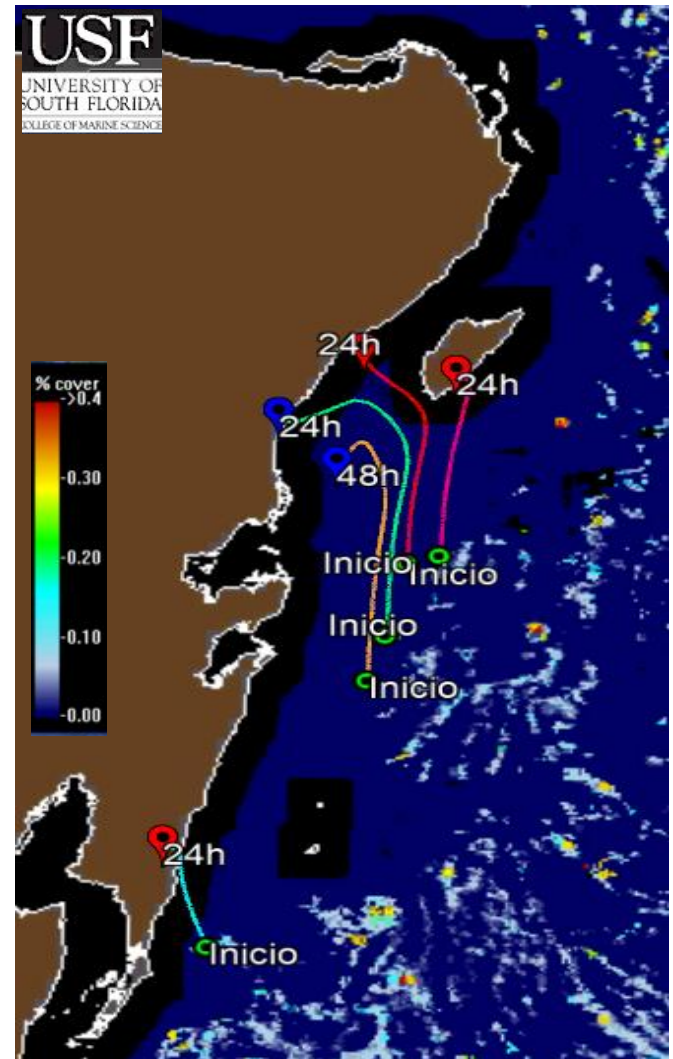 USF
UNIVERSITY OF
SOUTH FLORIDA
COLLEGE OF MARINE SCIENCE
24h
24h
% cover
->0.4
24h
-0.30
48h
-0.20
Inicio
Inicio
Inicio
-0.10
Inicio
-0.00
24h
Inicio